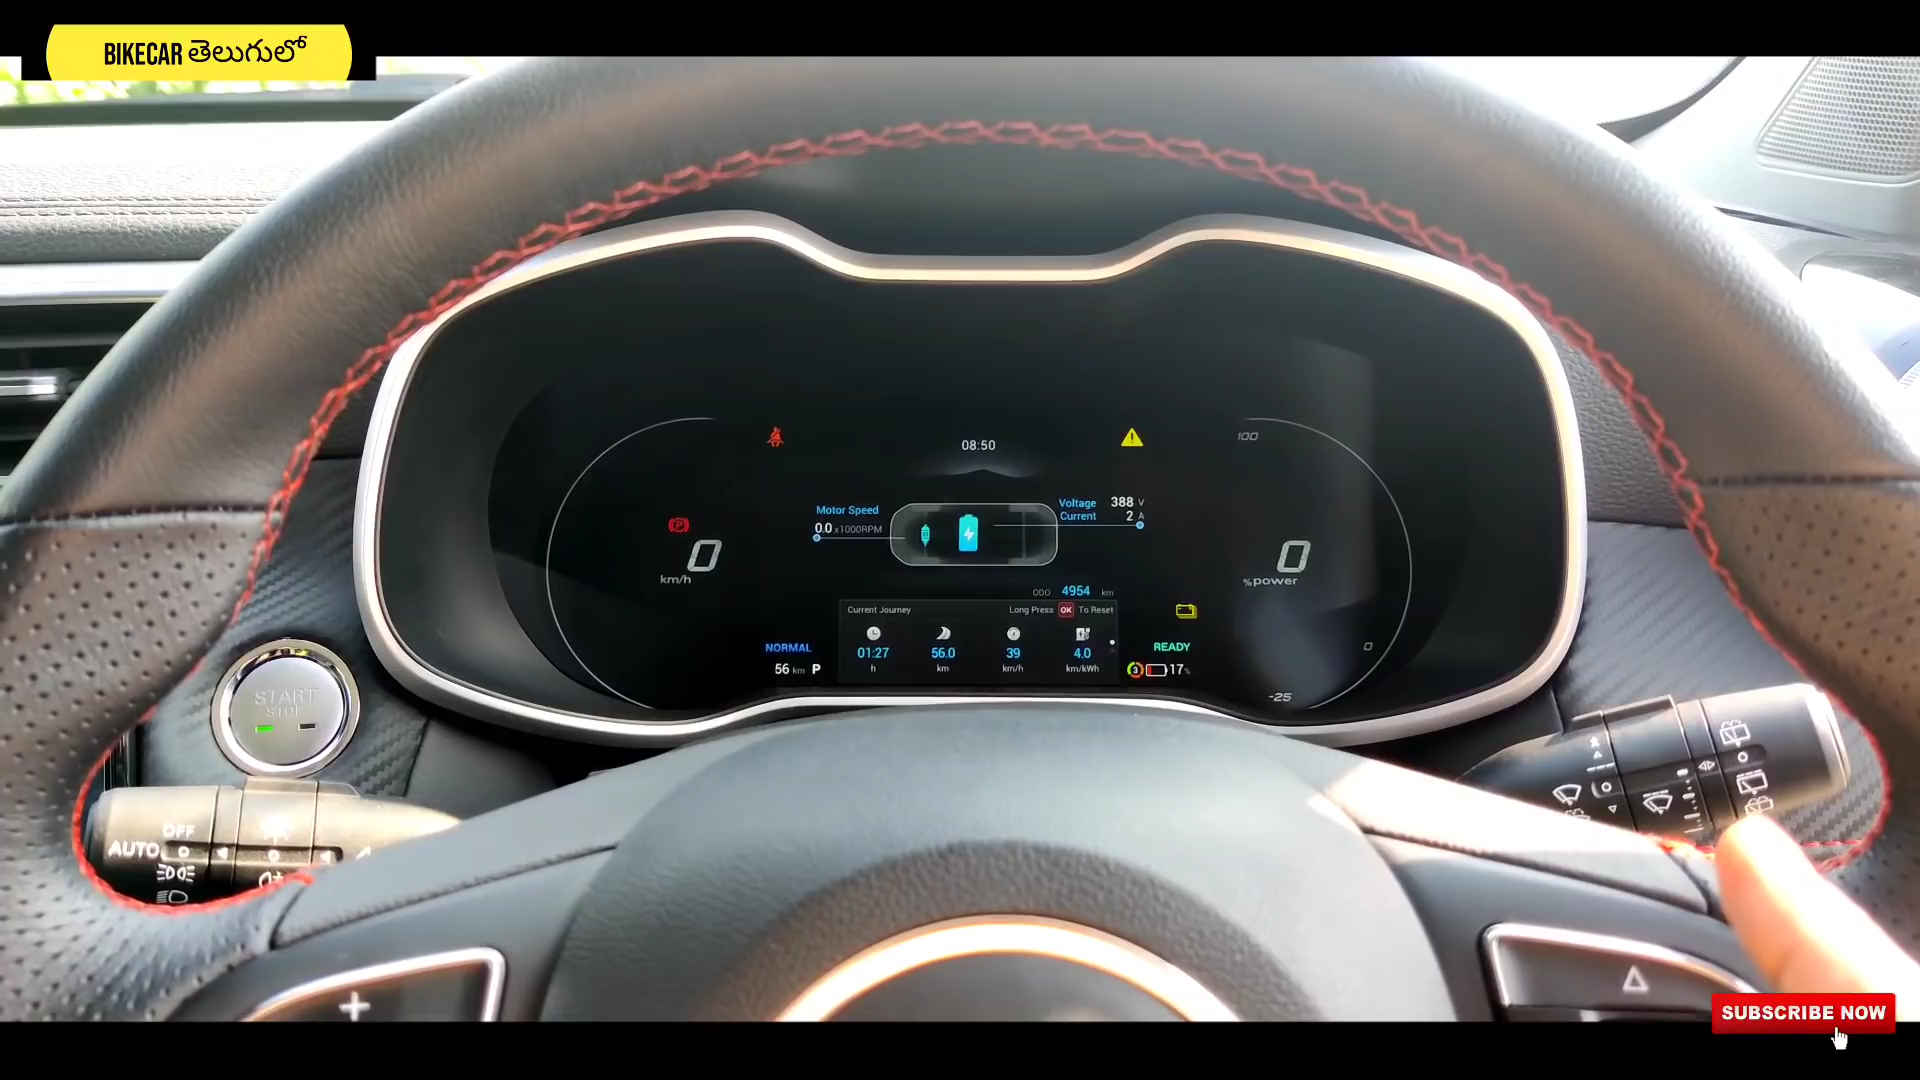 BIKECAR తెలుగులో
08:50
100
Motor Speed
0.0 x1000RPM
Voltage 388 V
Current 2 A
0
km/h
0
%power
ODO 4954 km
Current Journey Long Press OK To Reset
01:27 56.0 39 4.0
h km km/h km/kWh
NORMAL
56 km P
READY
3 17%
0
-25
START
STOP
OFF
AUTO
SUBSCRIBE NOW